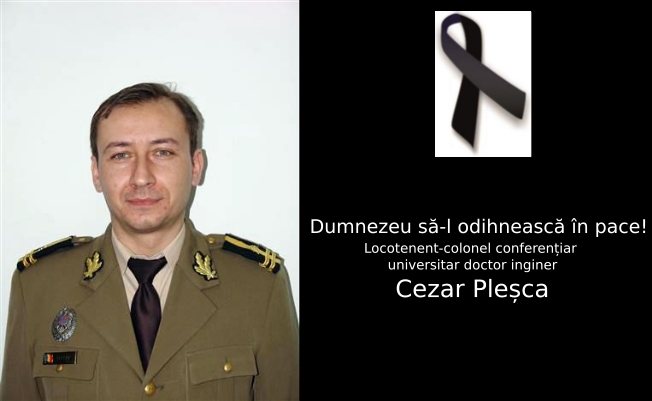 Dumnezeu să-l odihnească în pace!
Locotenent-colonel conferențiar
universitar doctor inginer
Cezar Pleșca